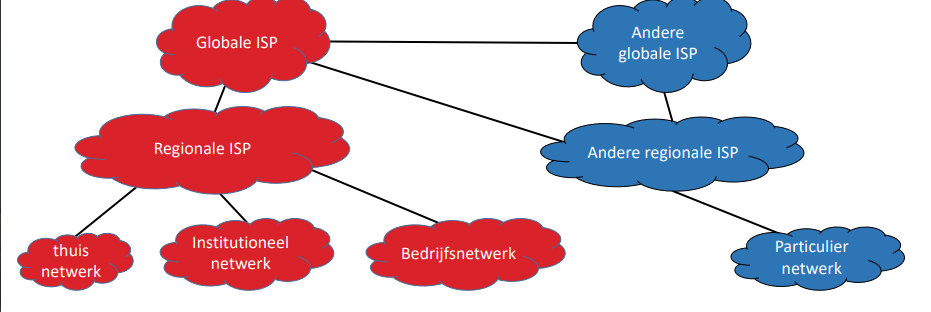 Globale ISP
Andere
globale ISP
Regionale ISP
Andere regionale ISP
thuis
netwerk
Institutioneel
netwerk
Bedrijfsnetwerk
Particulier
netwerk